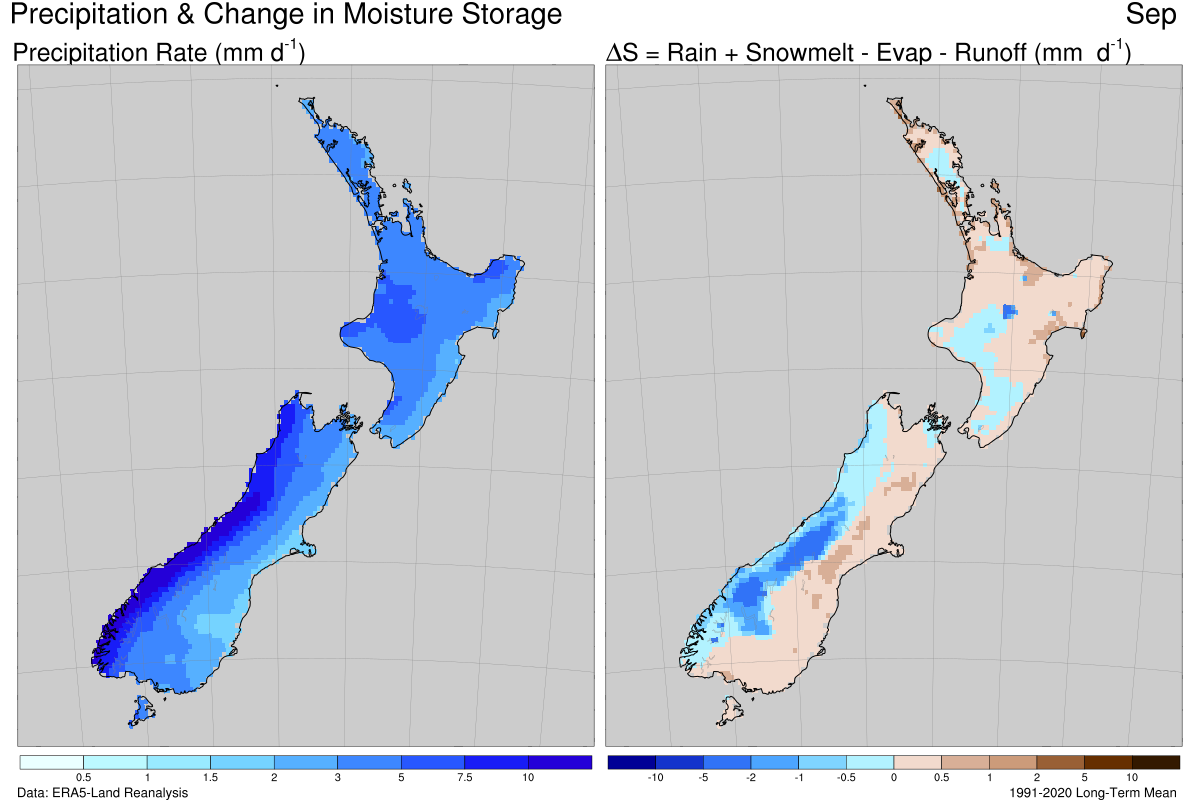 Precipitation & Change in Moisture Storage Sep
Precipitation Rate (mm d⁻¹) ΔS = Rain + Snowmelt - Evap - Runoff (mm d⁻¹)
0.5 1 1.5 2 3 5 7.5 10 -10 -5 -2 -1 -0.5 0 0.5 1 2 5 10
Data: ERA5-Land Reanalysis 1991-2020 Long-Term Mean